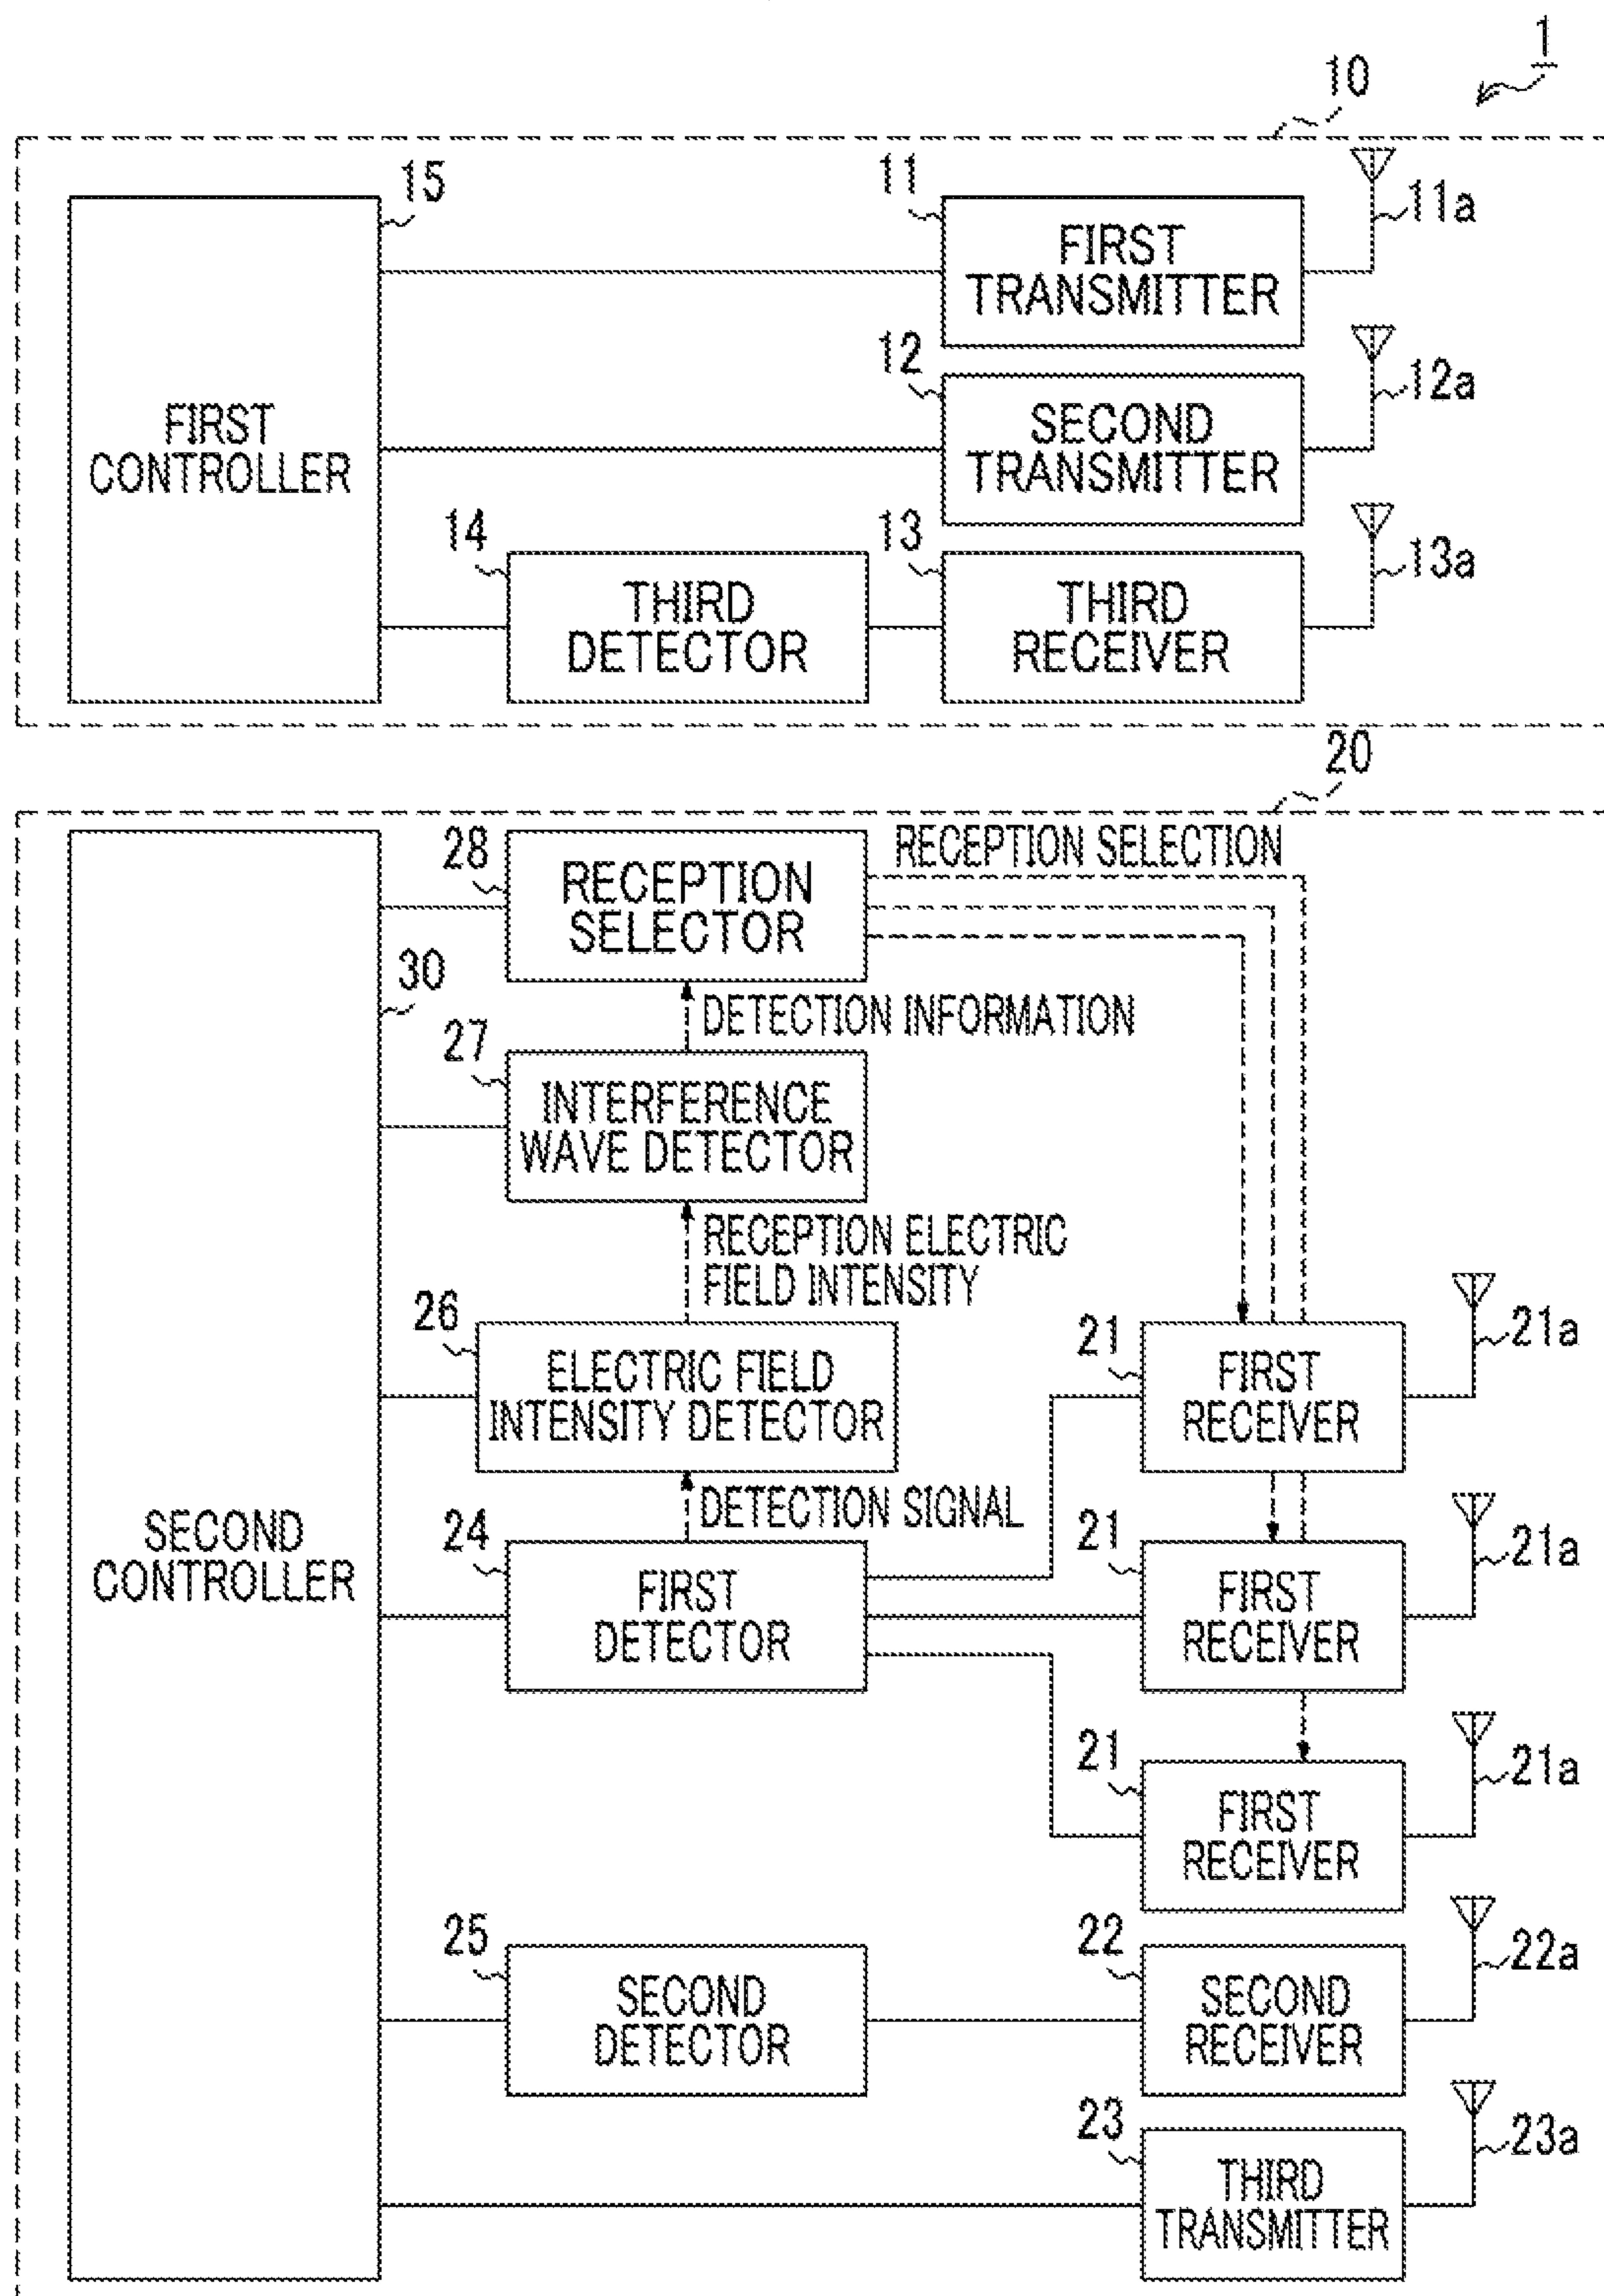 1
10
15
11
11a
FIRST
TRANSMITTER
12
12a
SECOND
TRANSMITTER
FIRST
CONTROLLER
14
13
13a
THIRD
DETECTOR
THIRD
RECEIVER
20
28
RECEPTION
SELECTOR
RECEPTION SELECTION
30
DETECTION INFORMATION
27
INTERFERENCE
WAVE DETECTOR
RECEPTION ELECTRIC
FIELD INTENSITY
26
ELECTRIC FIELD
INTENSITY DETECTOR
21
FIRST
RECEIVER
21a
DETECTION SIGNAL
SECOND
CONTROLLER
24
FIRST
DETECTOR
21
FIRST
RECEIVER
21a
21
FIRST
RECEIVER
21a
25
SECOND
DETECTOR
22
SECOND
RECEIVER
22a
23
THIRD
TRANSMITTER
23a